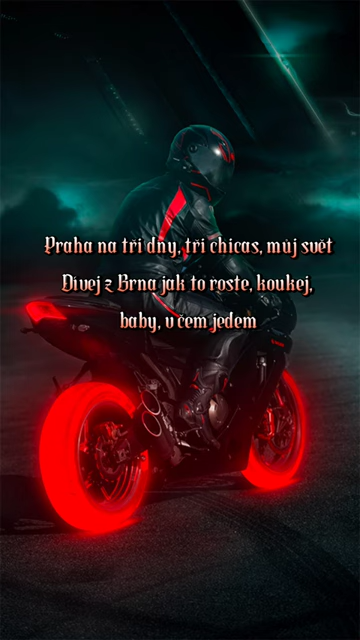 Praha na tři dny, tři chicas, můj svět
Dívej z Brna jak to roste, koukej,
baby, v čem jedem